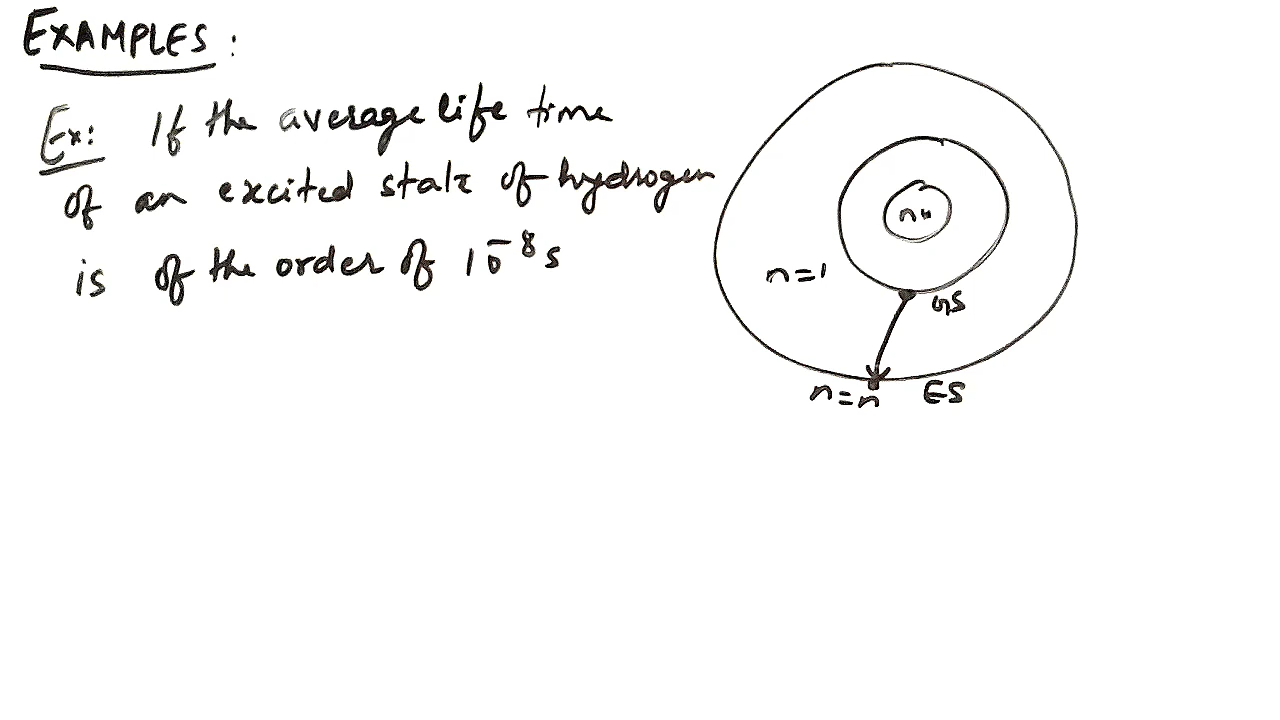 EXAMPLES:
Ex: If the average life time
of an excited state of hydrogen
is of the order of 10⁻⁸ s
n=1
GS
n=n ES